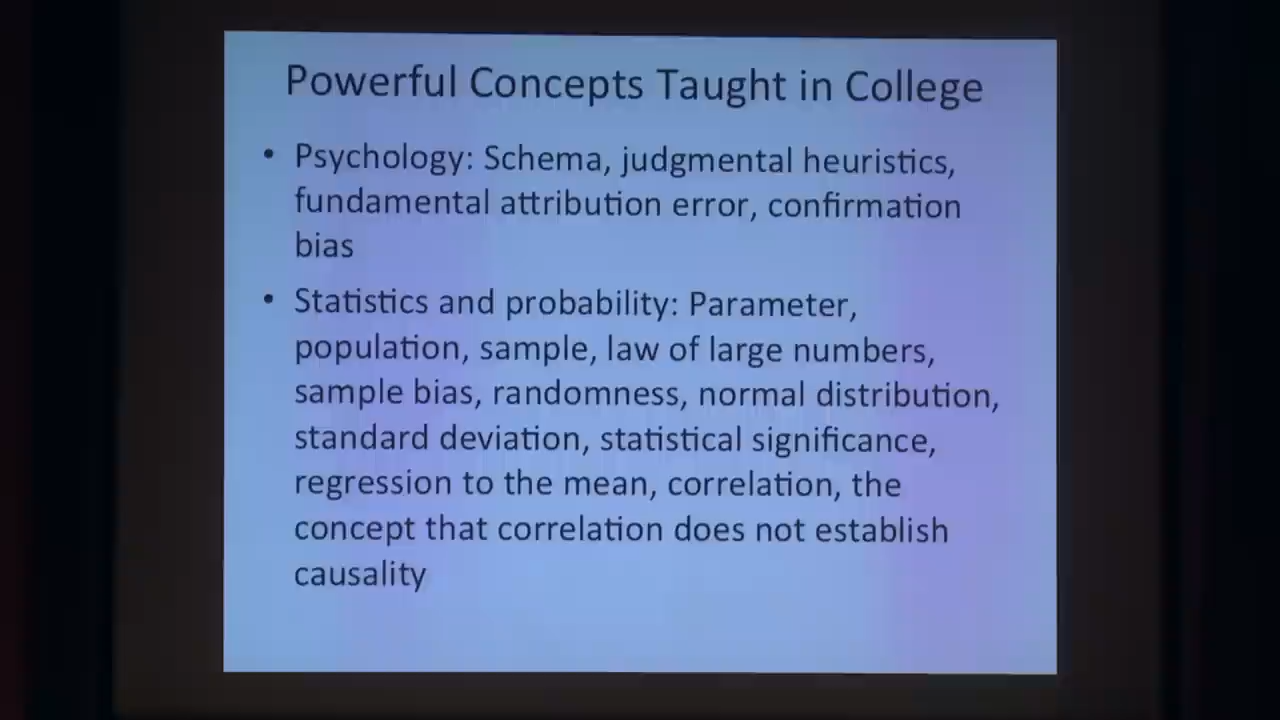 Powerful Concepts Taught in College
• Psychology: Schema, judgmental heuristics,
fundamental attribution error, confirmation
bias
• Statistics and probability: Parameter,
population, sample, law of large numbers,
sample bias, randomness, normal distribution,
standard deviation, statistical significance,
regression to the mean, correlation, the
concept that correlation does not establish
causality